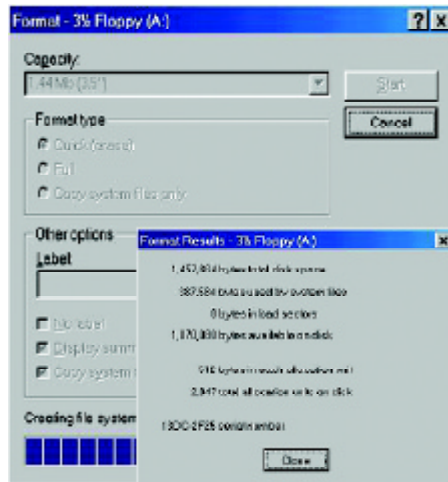 Format - 3½ Floppy (A:)
Capacity:
1.44 Mb (3.5")
Start
Cancel
Format type
Quick (erase)
Full
Copy system files only
Other options
Label:
No label
Display summ
Copy system
Creating file system
Format Results - 3½ Floppy (A:)
bytes total disk space
bytes used by system files
0 bytes in bad sectors
bytes available on disk
bytes in each allocation unit
total allocation units on disk
serial number
Close